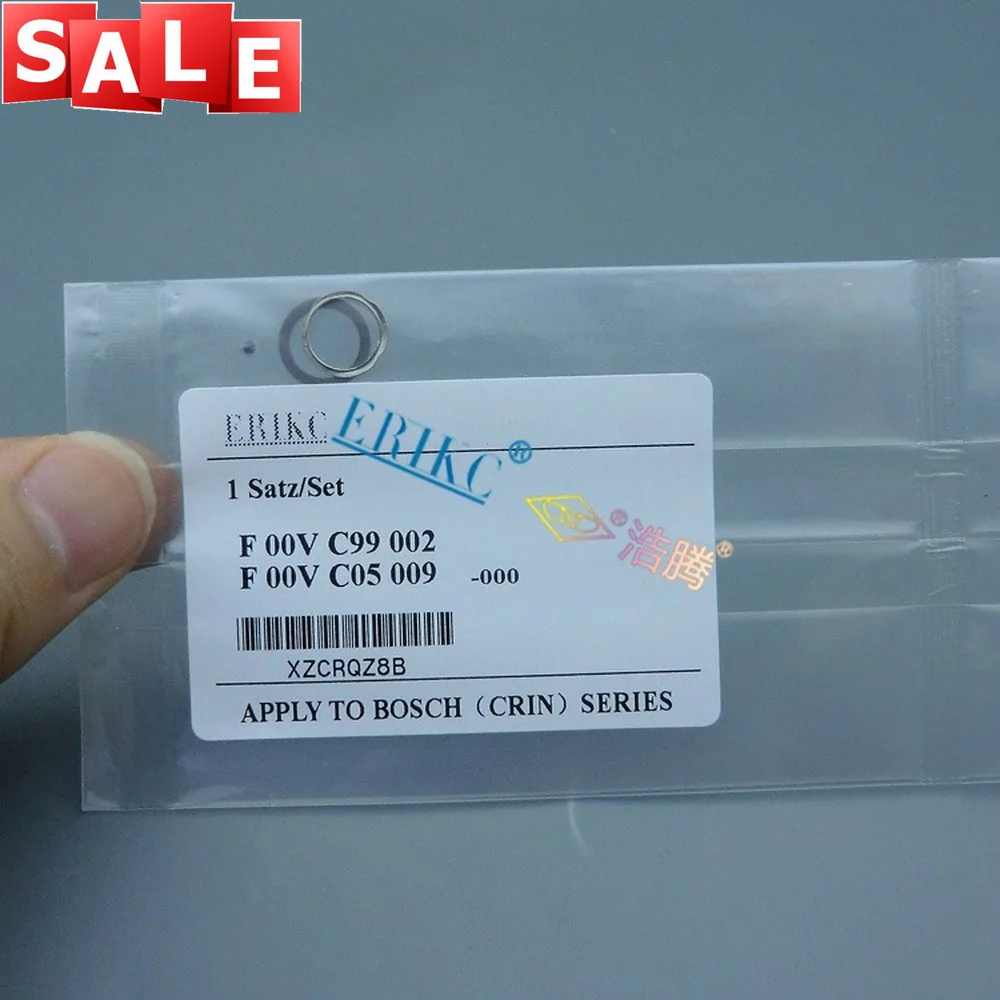 SALE
ERIKC
ERIKC®
1 Satz/Set
F 00V C99 002
F 00V C05 009 -000
® 浩腾®
XZCRQZ8B
APPLY TO BOSCH (CRIN) SERIES